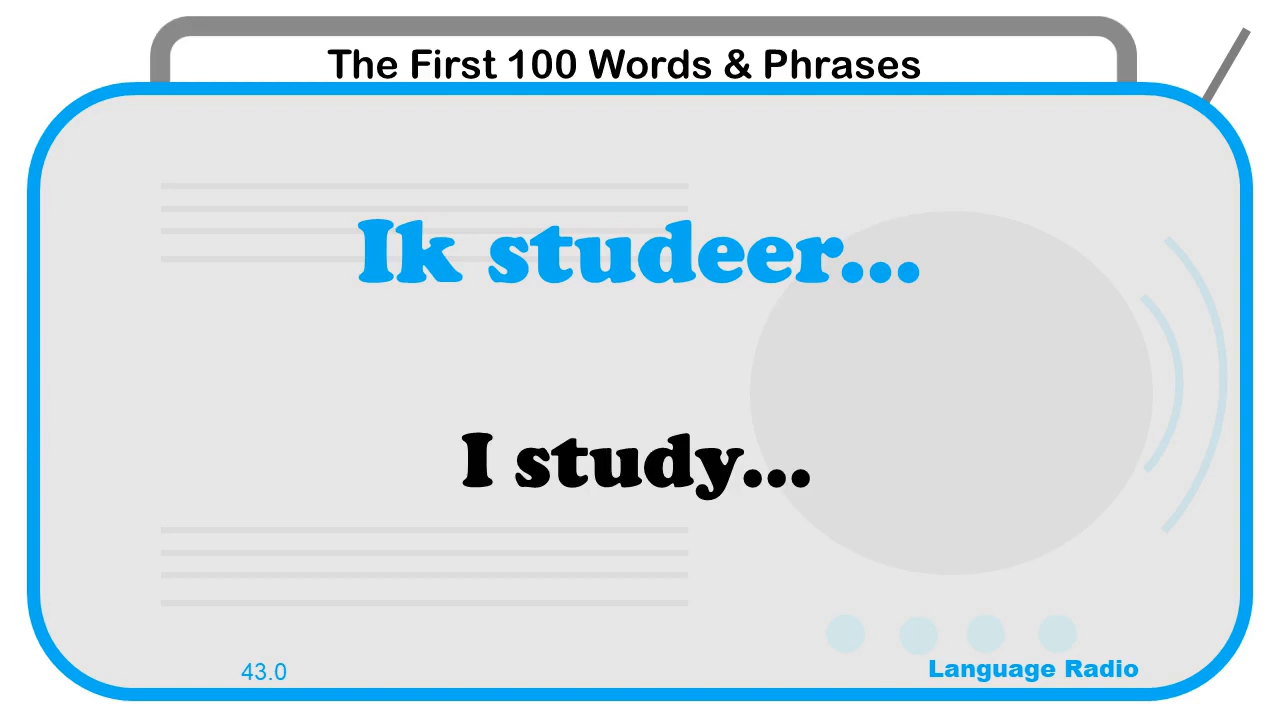 The First 100 Words & Phrases
Ik studeer...
I study...
43.0
Language Radio